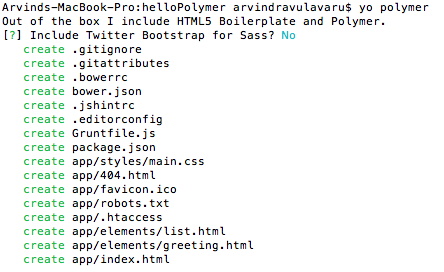 Arvinds-MacBook-Pro:helloPolymer arvindravulavaru$ yo polymer
Out of the box I include HTML5 Boilerplate and Polymer.
[?] Include Twitter Bootstrap for Sass? No
create .gitignore
create .gitattributes
create .bowerrc
create bower.json
create .jshintrc
create .editorconfig
create Gruntfile.js
create package.json
create app/styles/main.css
create app/404.html
create app/favicon.ico
create app/robots.txt
create app/.htaccess
create app/elements/list.html
create app/elements/greeting.html
create app/index.html